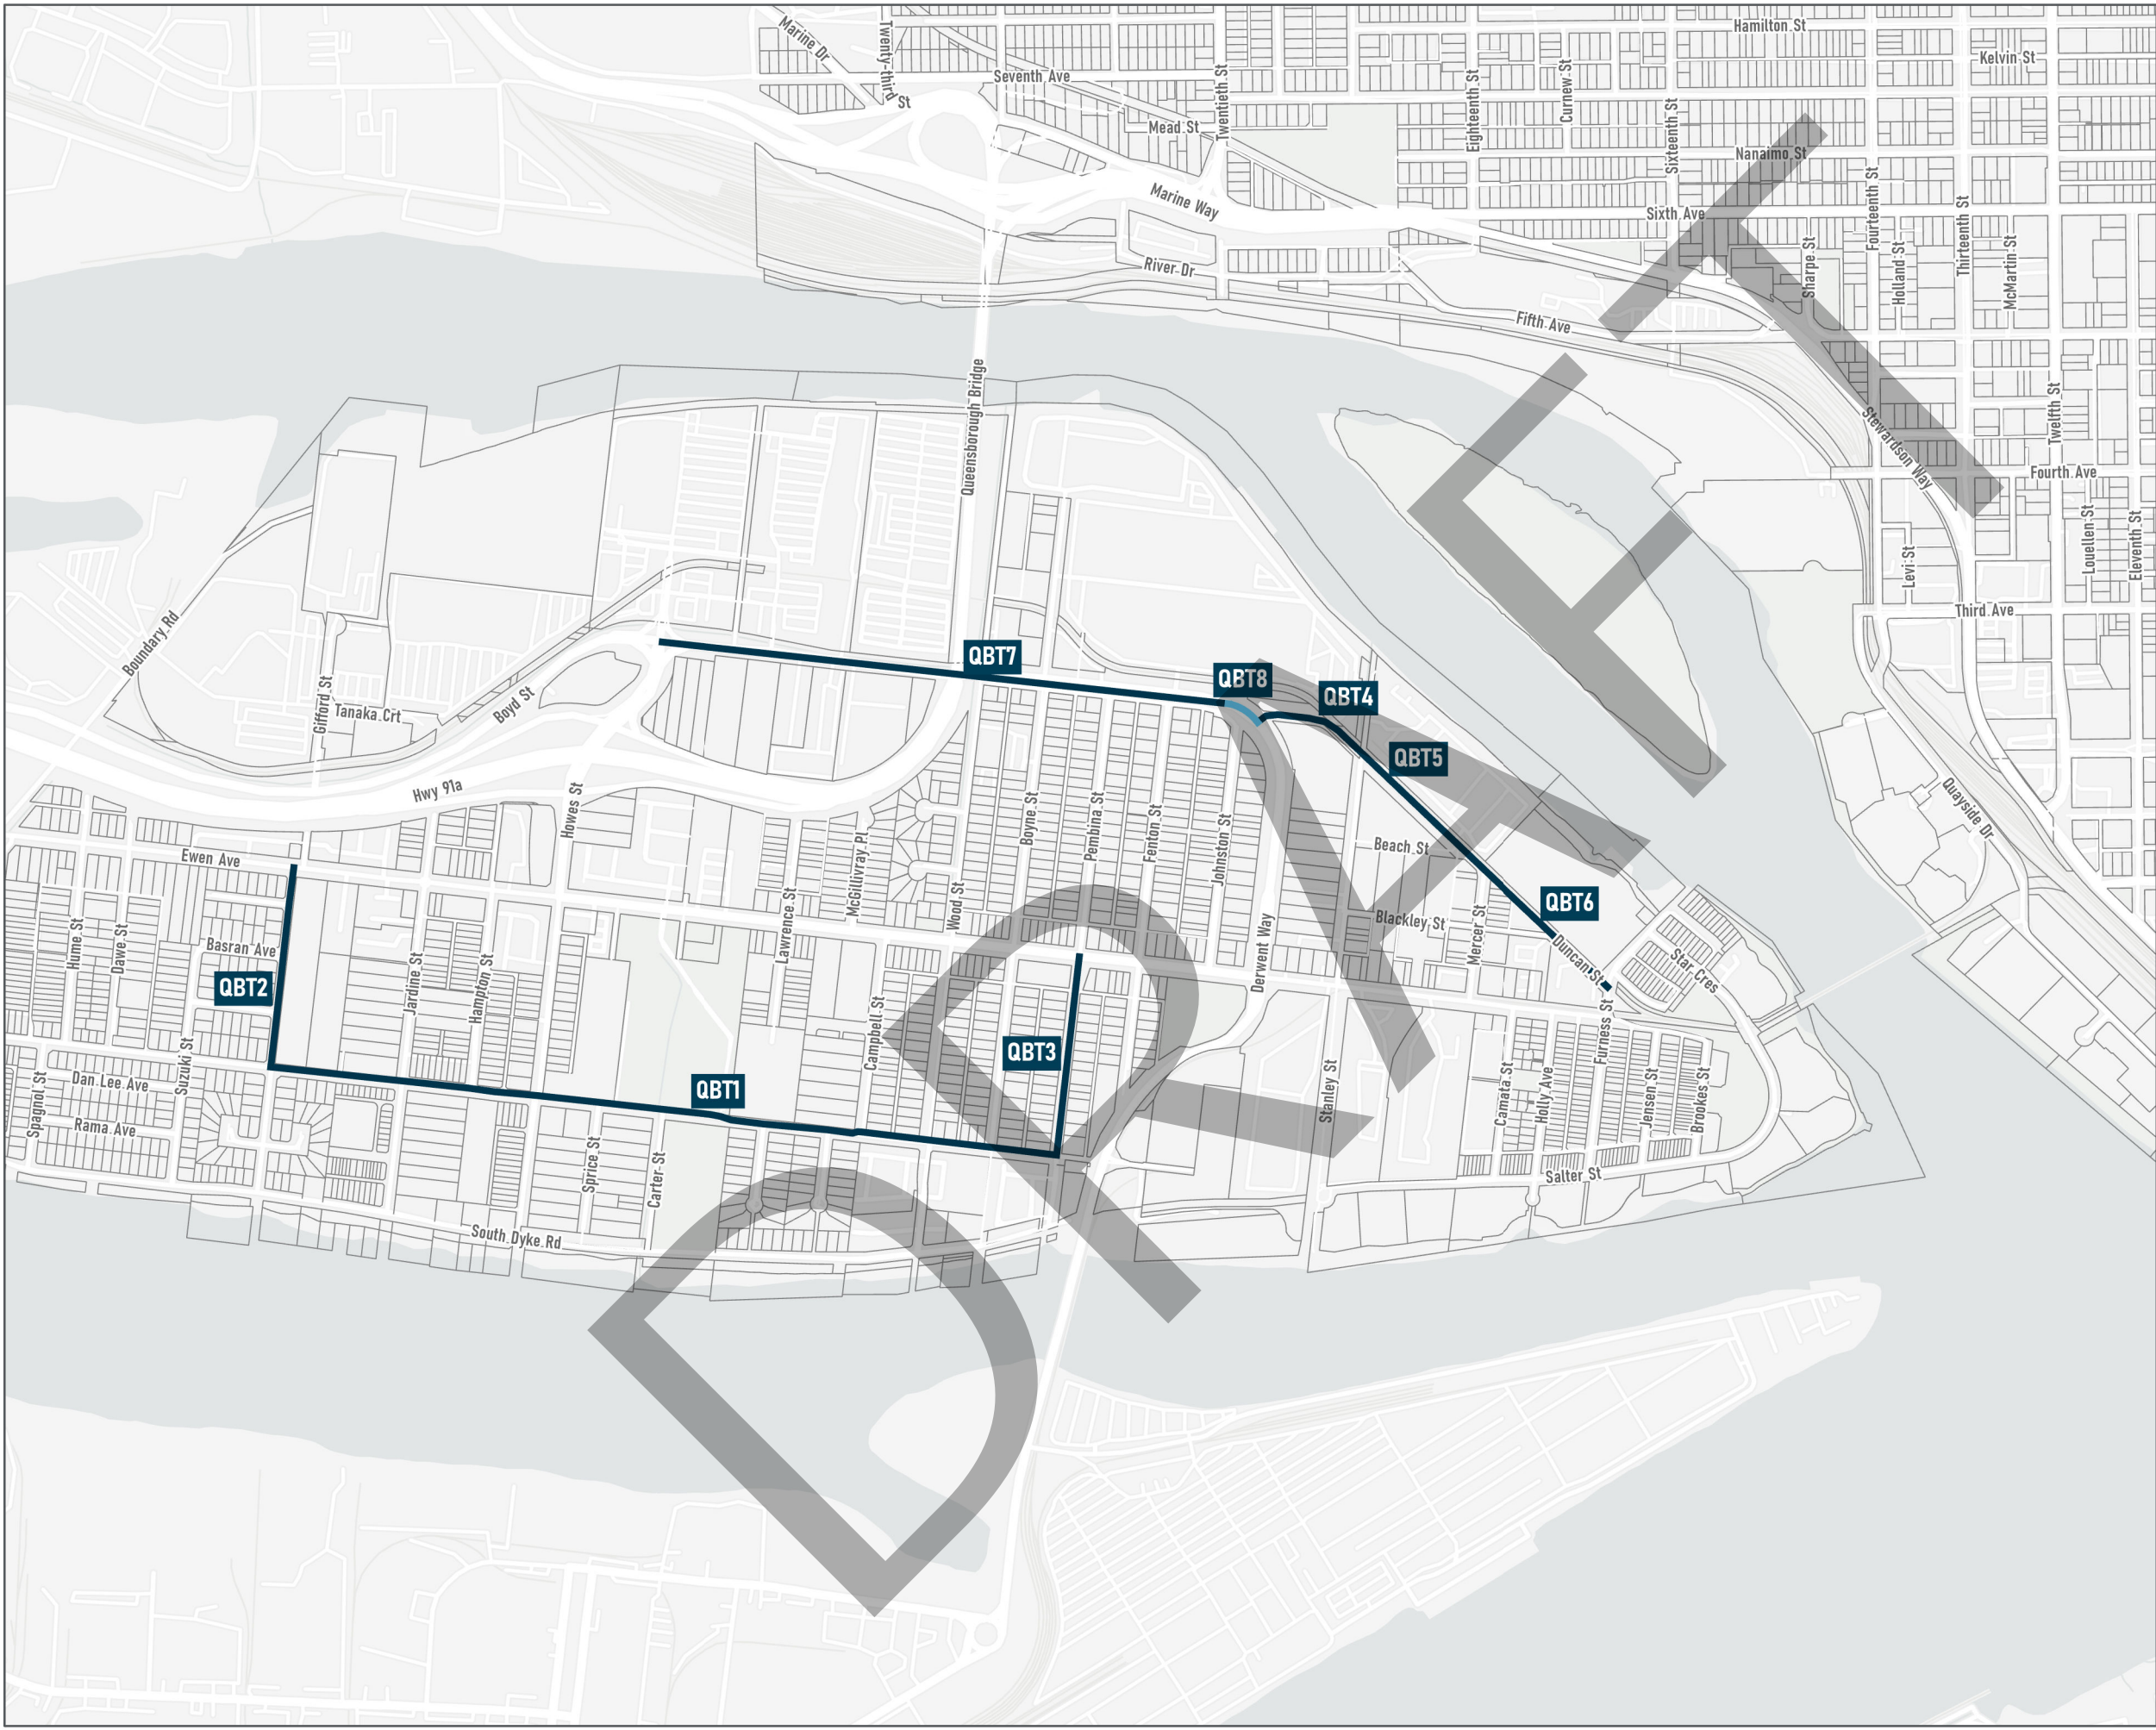 Hamilton St
Marine Dr
Twenty-third St
Kelvin St
Seventh Ave
Twentieth St
Eighteenth St
Curnew St
Sixteenth St
Mead St
Nanaimo St
Fourteenth St
Marine Way
Sixth Ave
Thirteenth St
Sharpe St
Holland St
McMartin St
River Dr
Fifth Ave
Queensborough Bridge
Twelfth St
Stewardson Way
Fourth Ave
Louellen St
Eleventh St
Levi St
Third Ave
Boundary Rd
QBT7
QBT8
QBT4
Gifford St
Tanaka Crt
Boyd St
QBT5
Hwy 91a
Howes St
Quayside Dr
McGillivray Pl
Boyne St
Pembina St
Fenton St
Johnston St
Beach St
Ewen Ave
Lawrence St
Wood St
QBT6
Hume St
Dawe St
Basran Ave
Derwent Way
Blackley St
Mercer St
Duncan St
Star Cres
Jardine St
Hampton St
QBT2
Campbell St
QBT3
Furness St
Suzuki St
Dan Lee Ave
Spagnol St
Rama Ave
QBT1
Stanley St
Camata St
Holly Ave
Jensen St
Brookes St
Sprice St
Carter St
Salter St
South Dyke Rd
DRAFT